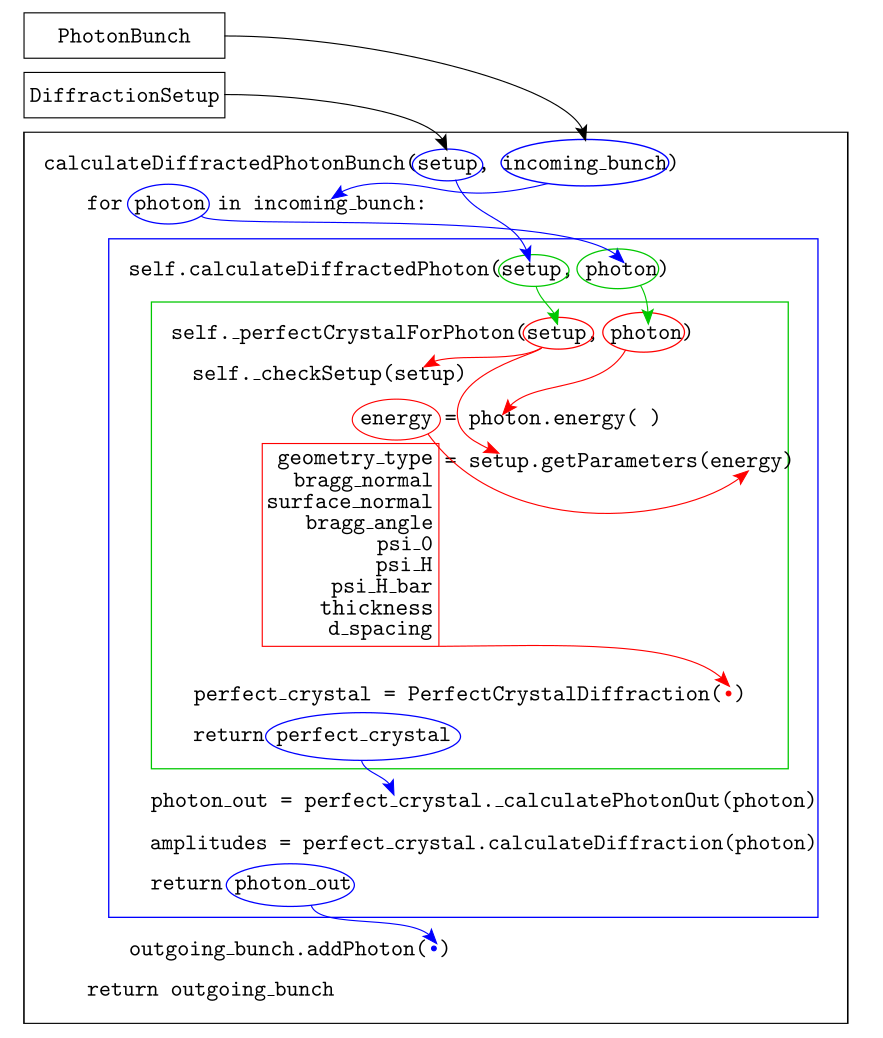 PhotonBunch
DiffractionSetup
calculateDiffractedPhotonBunch(setup, incoming_bunch)
for photon in incoming_bunch:
self.calculateDiffractedPhoton(setup, photon)
self._perfectCrystalForPhoton(setup, photon)
self._checkSetup(setup)
energy = photon.energy( )
geometry_type = setup.getParameters(energy)
bragg_normal
surface_normal
bragg_angle
psi_0
psi_H
psi_H_bar
thickness
d_spacing
perfect_crystal = PerfectCrystalDiffraction(•)
return perfect_crystal
photon_out = perfect_crystal._calculatePhotonOut(photon)
amplitudes = perfect_crystal.calculateDiffraction(photon)
return photon_out
outgoing_bunch.addPhoton(•)
return outgoing_bunch